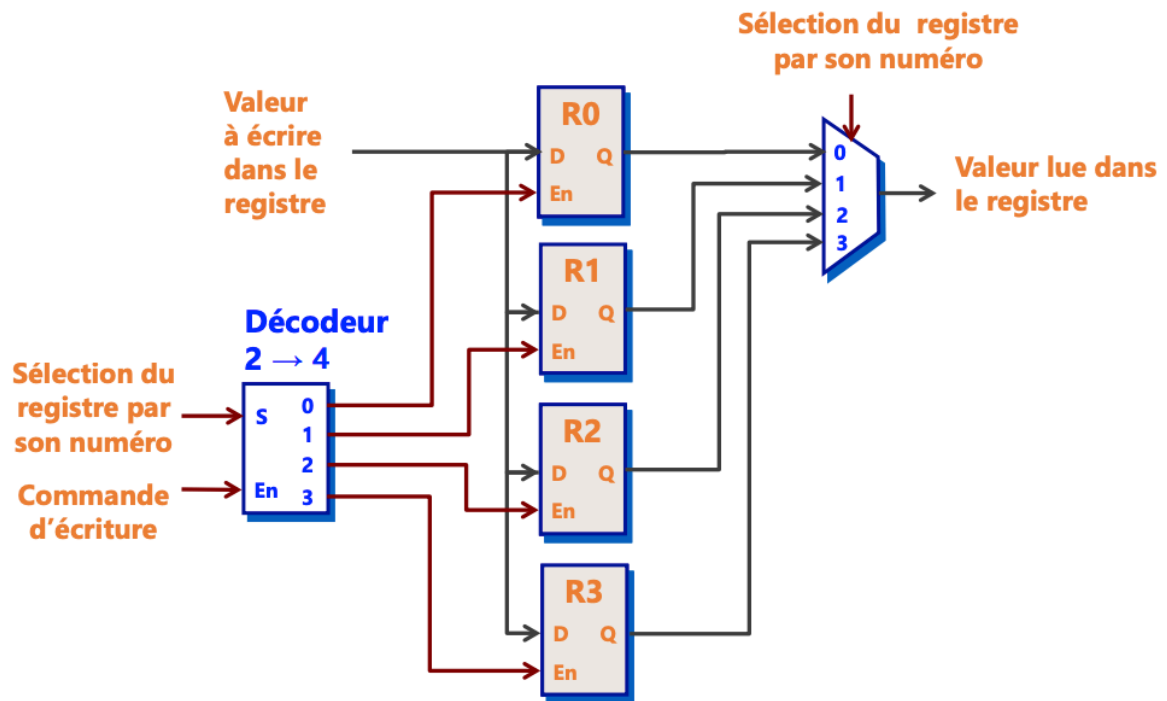 Sélection du registre
par son numéro
Valeur
à écrire
dans le
registre
R0
D Q
En
0
1
2
3
Valeur lue dans
le registre
R1
D Q
En
Décodeur
2 → 4
Sélection du
registre par
son numéro
Commande
d'écriture
S
En
0
1
2
3
R2
D Q
En
R3
D Q
En